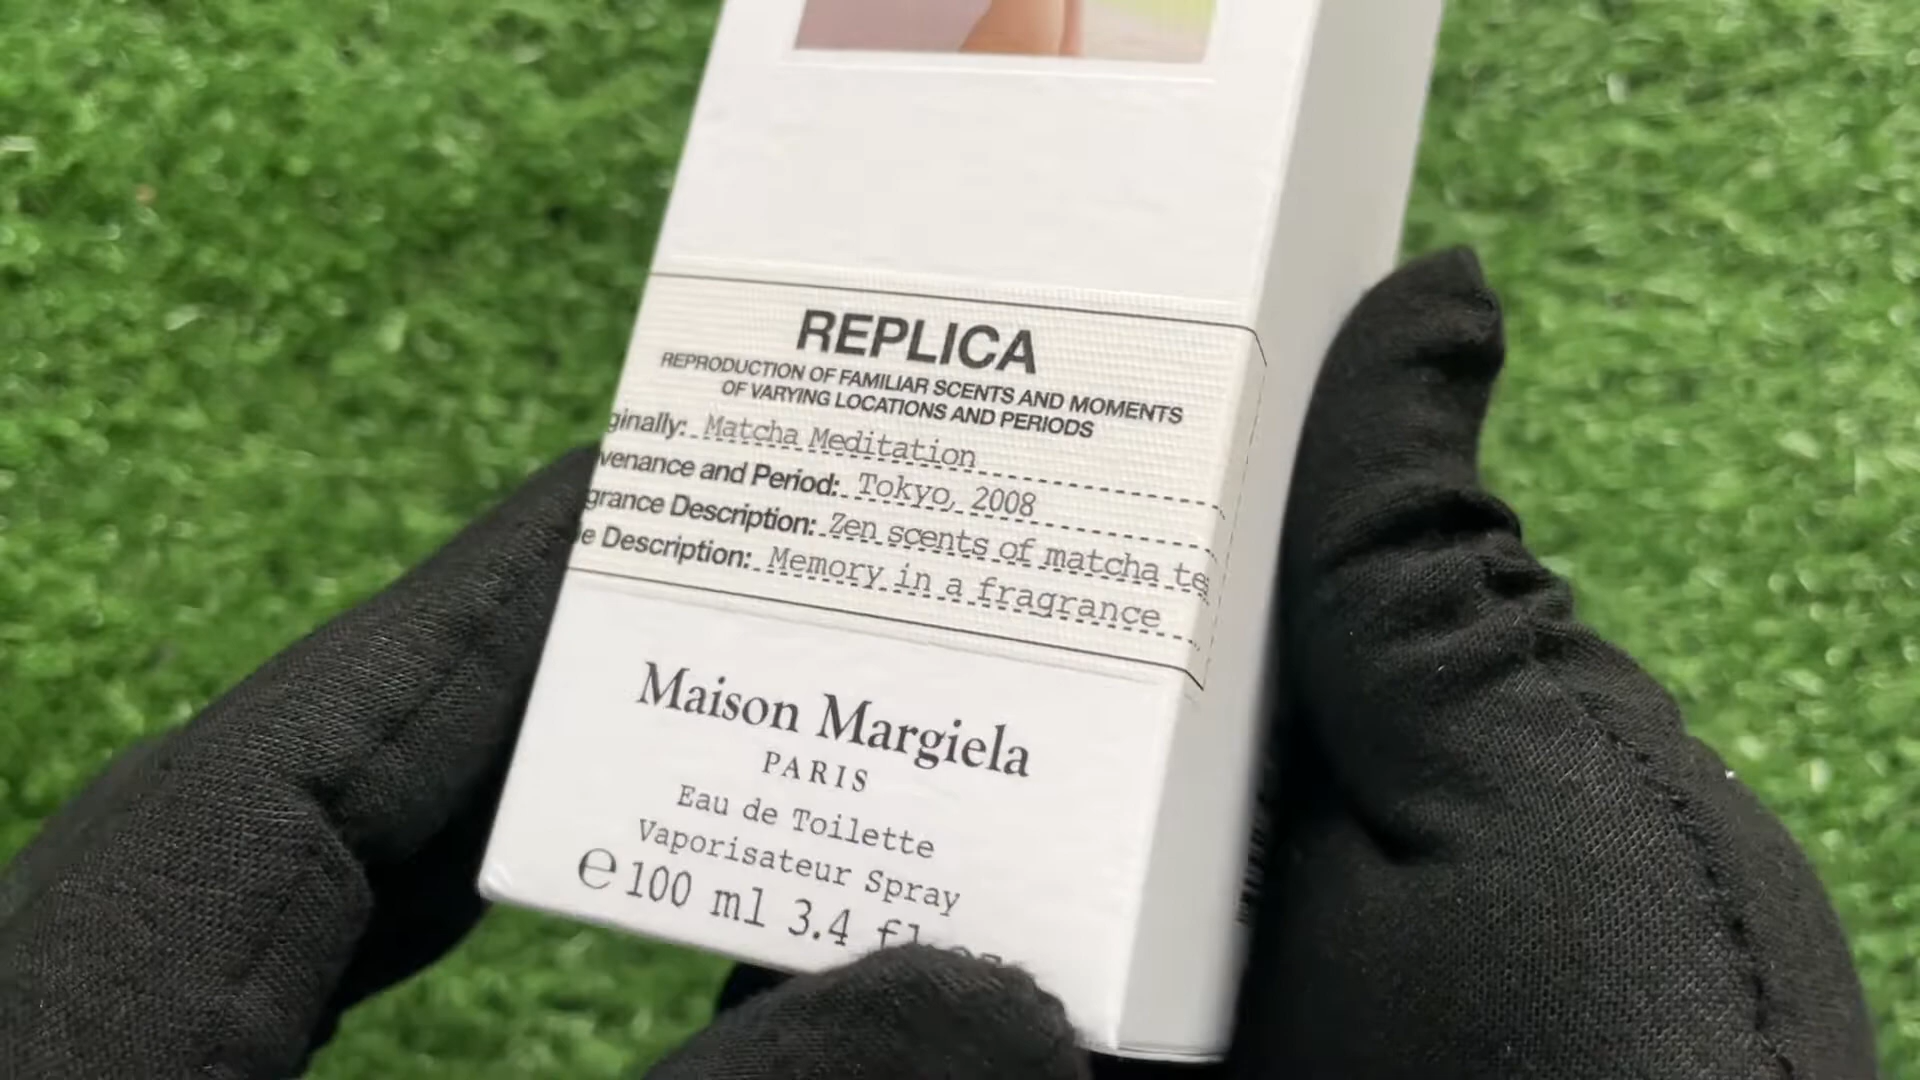 REPLICA
REPRODUCTION OF FAMILIAR SCENTS AND MOMENTS
OF VARYING LOCATIONS AND PERIODS
ginally: Matcha Meditation
venance and Period: Tokyo, 2008
grance Description: Zen scents of matcha te
e Description: Memory in a fragrance
Maison Margiela
PARIS
Eau de Toilette
Vaporisateur Spray
℮ 100 ml 3.4